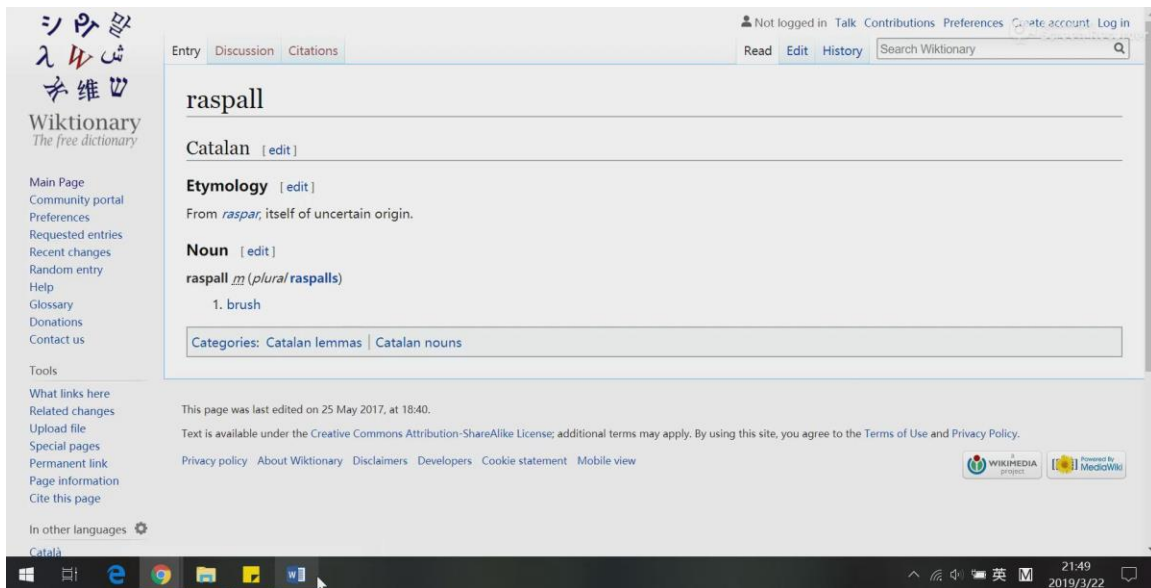 Not logged in Talk Contributions Preferences Create account Log in
Entry Discussion Citations Read Edit History Search Wiktionary
シ
维
Wiktionary
The free dictionary
raspall
Catalan [ edit ]
Etymology [ edit ]
From raspar, itself of uncertain origin.
Noun [ edit ]
raspall m (plural raspalls)
1. brush
Categories: Catalan lemmas | Catalan nouns
This page was last edited on 25 May 2017, at 18:40.
Text is available under the Creative Commons Attribution-ShareAlike License; additional terms may apply. By using this site, you agree to the Terms of Use and Privacy Policy.
Privacy policy About Wiktionary Disclaimers Developers Cookie statement Mobile view
A WIKIMEDIA project
Powered By MediaWiki
Main Page
Community portal
Preferences
Requested entries
Recent changes
Random entry
Help
Glossary
Donations
Contact us
Tools
What links here
Related changes
Upload file
Special pages
Permanent link
Page information
Cite this page
In other languages
Català
英 M 21:49
2019/3/22